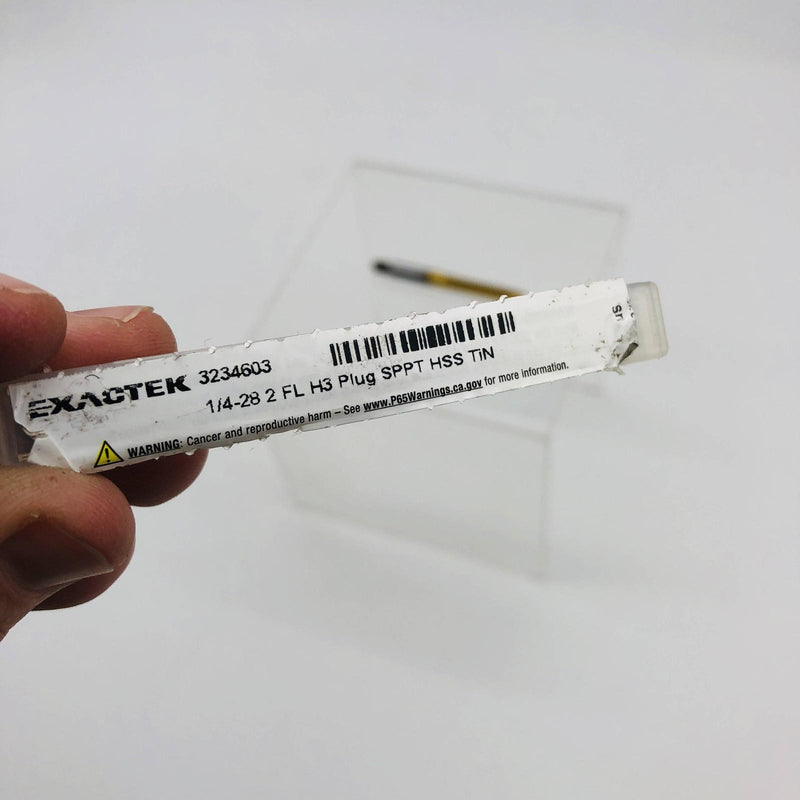 EXACTEK 3234603
1/4-28 2 FL H3 Plug SPPT HSS TiN
WARNING: Cancer and reproductive harm – See www.P65Warnings.ca.gov for more information.